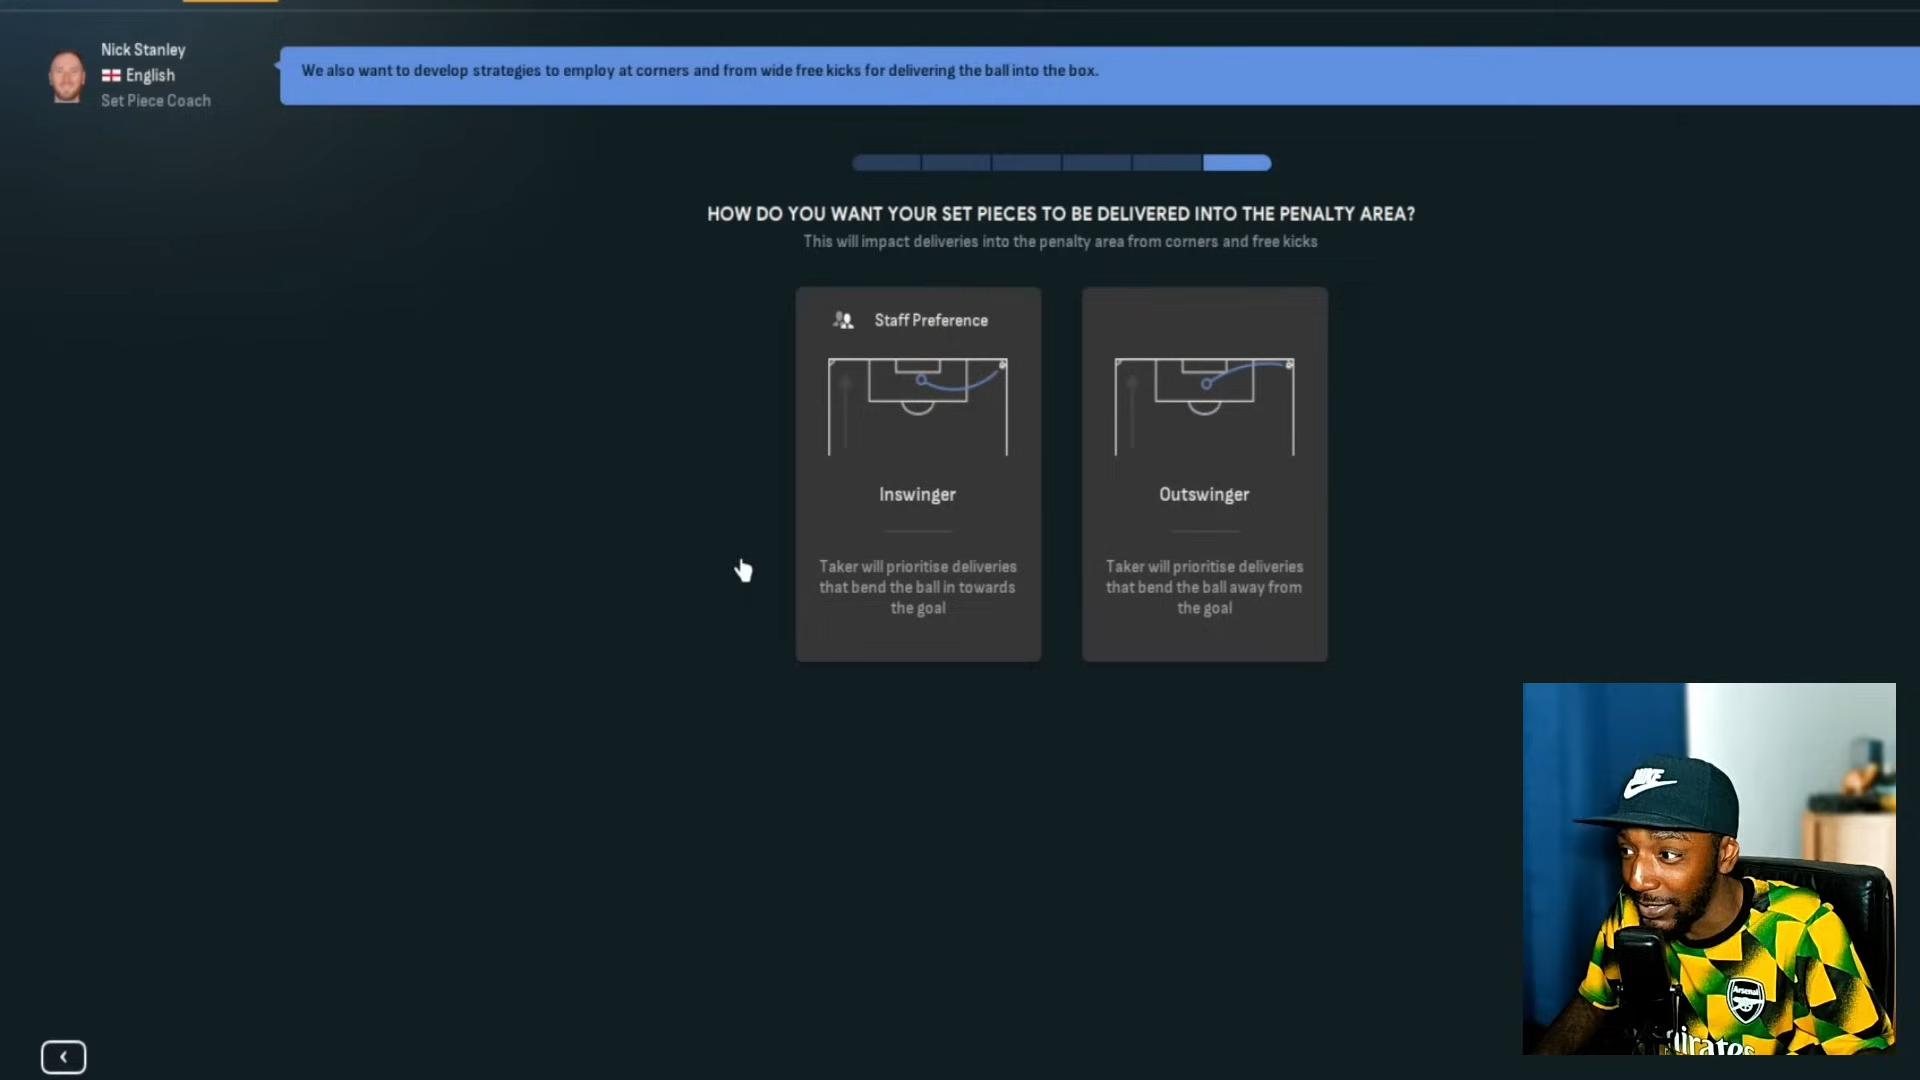 Nick Stanley
English
Set Piece Coach
We also want to develop strategies to employ at corners and from wide free kicks for delivering the ball into the box.
HOW DO YOU WANT YOUR SET PIECES TO BE DELIVERED INTO THE PENALTY AREA?
This will impact deliveries into the penalty area from corners and free kicks
Staff Preference
Inswinger
Taker will prioritise deliveries
that bend the ball in towards
the goal
Outswinger
Taker will prioritise deliveries
that bend the ball away from
the goal
NIKE
Arsenal